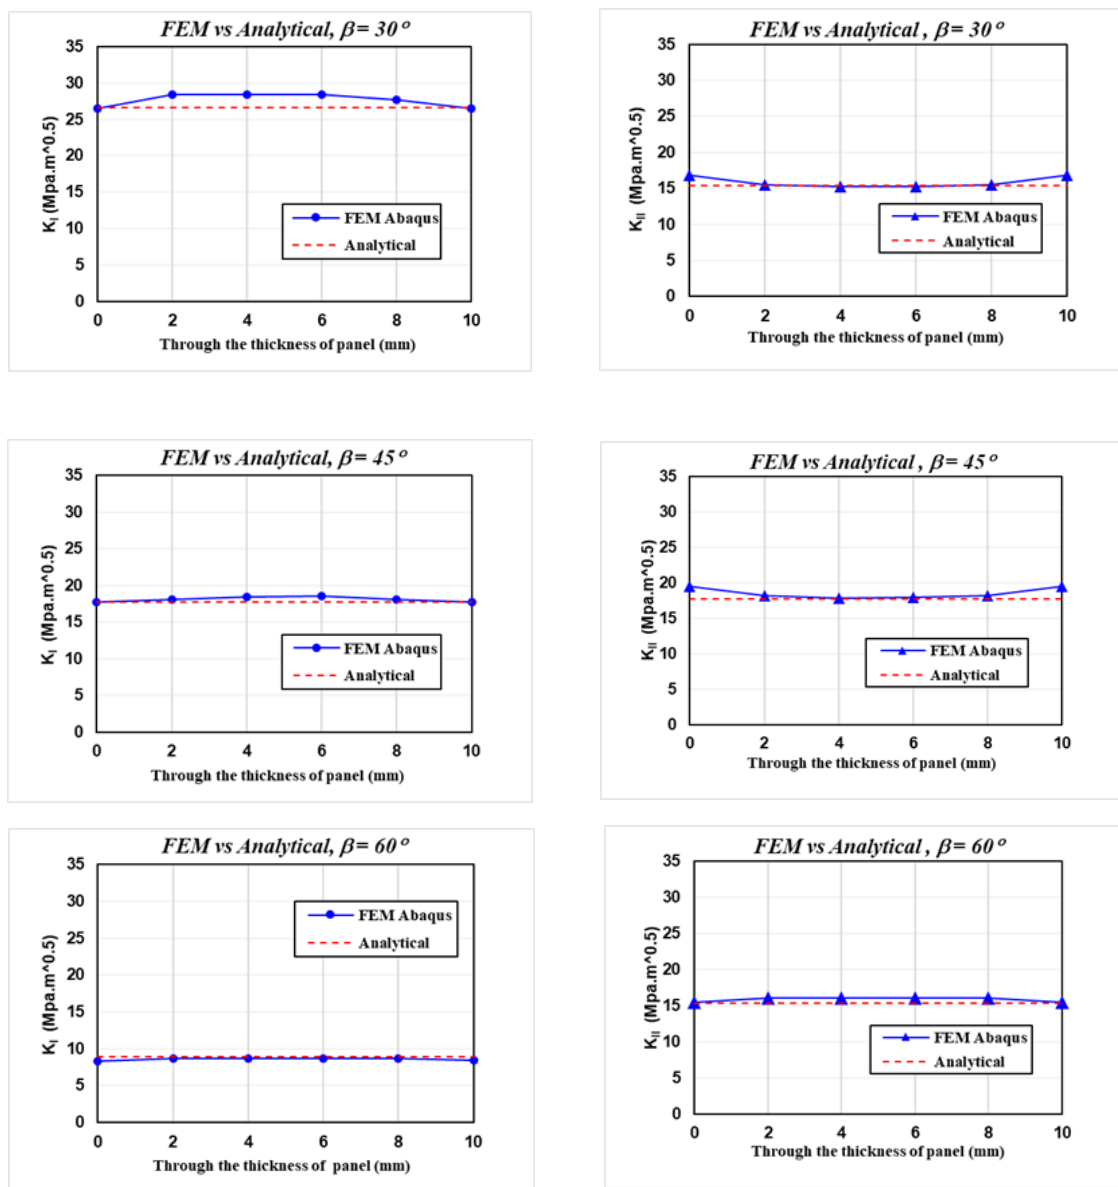 FEM vs Analytical, β= 30°
35
30
25
20
15
10
5
0
K_I (Mpa.m^0.5)
FEM Abaqus
Analytical
0 2 4 6 8 10
Through the thickness of panel (mm)
FEM vs Analytical , β= 30°
35
30
25
20
15
10
5
0
K_II (Mpa.m^0.5)
FEM Abaqus
Analytical
0 2 4 6 8 10
Through the thickness of panel (mm)
FEM vs Analytical, β= 45°
35
30
25
20
15
10
5
0
K_I (Mpa.m^0.5)
FEM Abaqus
Analytical
0 2 4 6 8 10
Through the thickness of panel (mm)
FEM vs Analytical , β= 45°
35
30
25
20
15
10
5
0
K_II (Mpa.m^0.5)
FEM Abaqus
Analytical
0 2 4 6 8 10
Through the thickness of panel (mm)
FEM vs Analytical, β= 60°
35
30
25
20
15
10
5
0
K_I (Mpa.m^0.5)
FEM Abaqus
Analytical
0 2 4 6 8 10
Through the thickness of panel (mm)
FEM vs Analytical , β= 60°
35
30
25
20
15
10
5
0
K_II (Mpa.m^0.5)
FEM Abaqus
Analytical
0 2 4 6 8 10
Through the thickness of panel (mm)